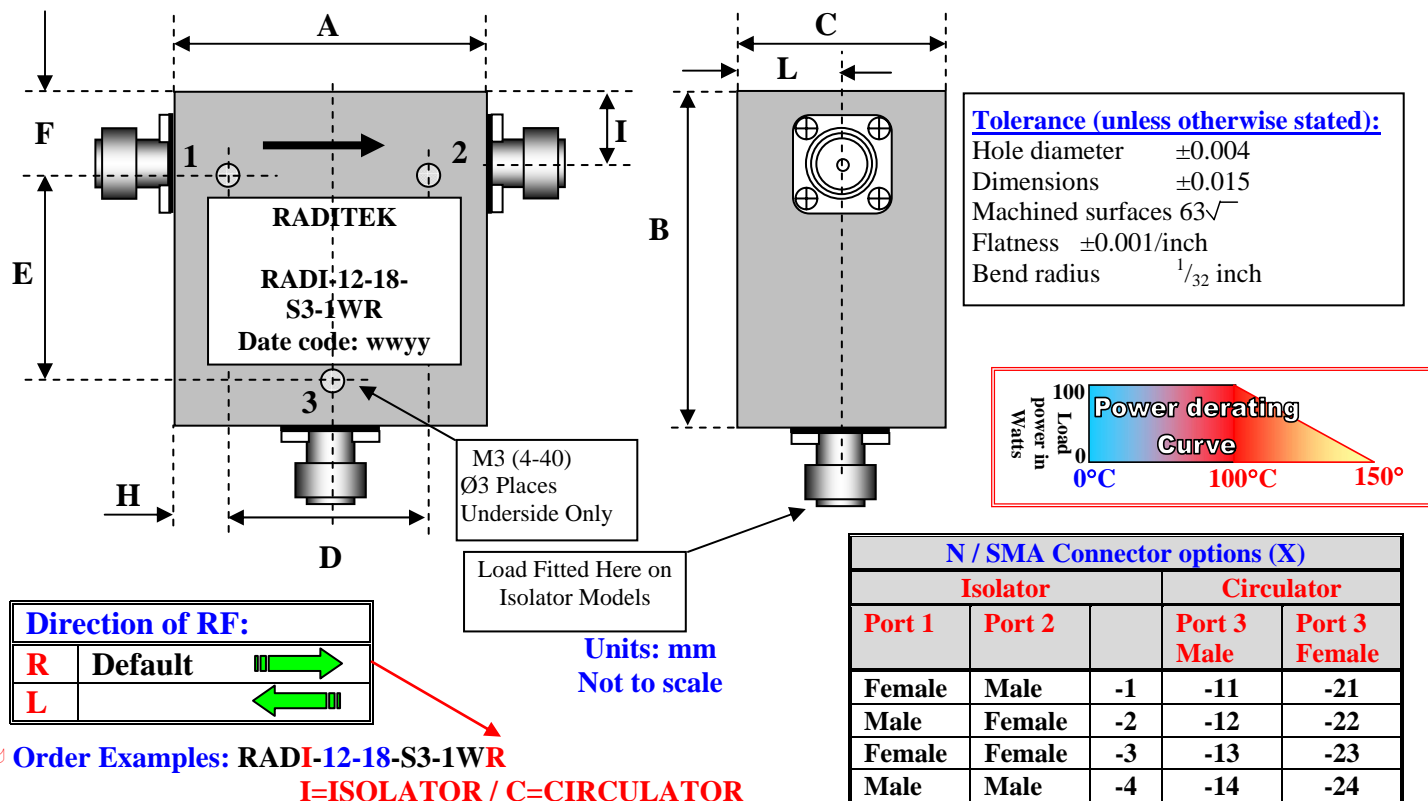 A
C
L
F
I
1
2
RADITEK
RADI-12-18-
S3-1WR
Date code: wwyy
E
B
3
H
D
M3 (4-40)
Ø3 Places
Underside Only
Load Fitted Here on
Isolator Models
Units: mm
Not to scale
Tolerance (unless otherwise stated):
Hole diameter ±0.004
Dimensions ±0.015
Machined surfaces 63√
Flatness ±0.001/inch
Bend radius 1/32 inch
100
0
Load
power in
Watts
Power derating
Curve
0°C 100°C 150°
Direction of RF:
R Default
L
Order Examples: RADI-12-18-S3-1WR
I=ISOLATOR / C=CIRCULATOR
N / SMA Connector options (X)
Isolator Circulator
Port 1 Port 2 Port 3 Male Port 3 Female
Female Male -1 -11 -21
Male Female -2 -12 -22
Female Female -3 -13 -23
Male Male -4 -14 -24